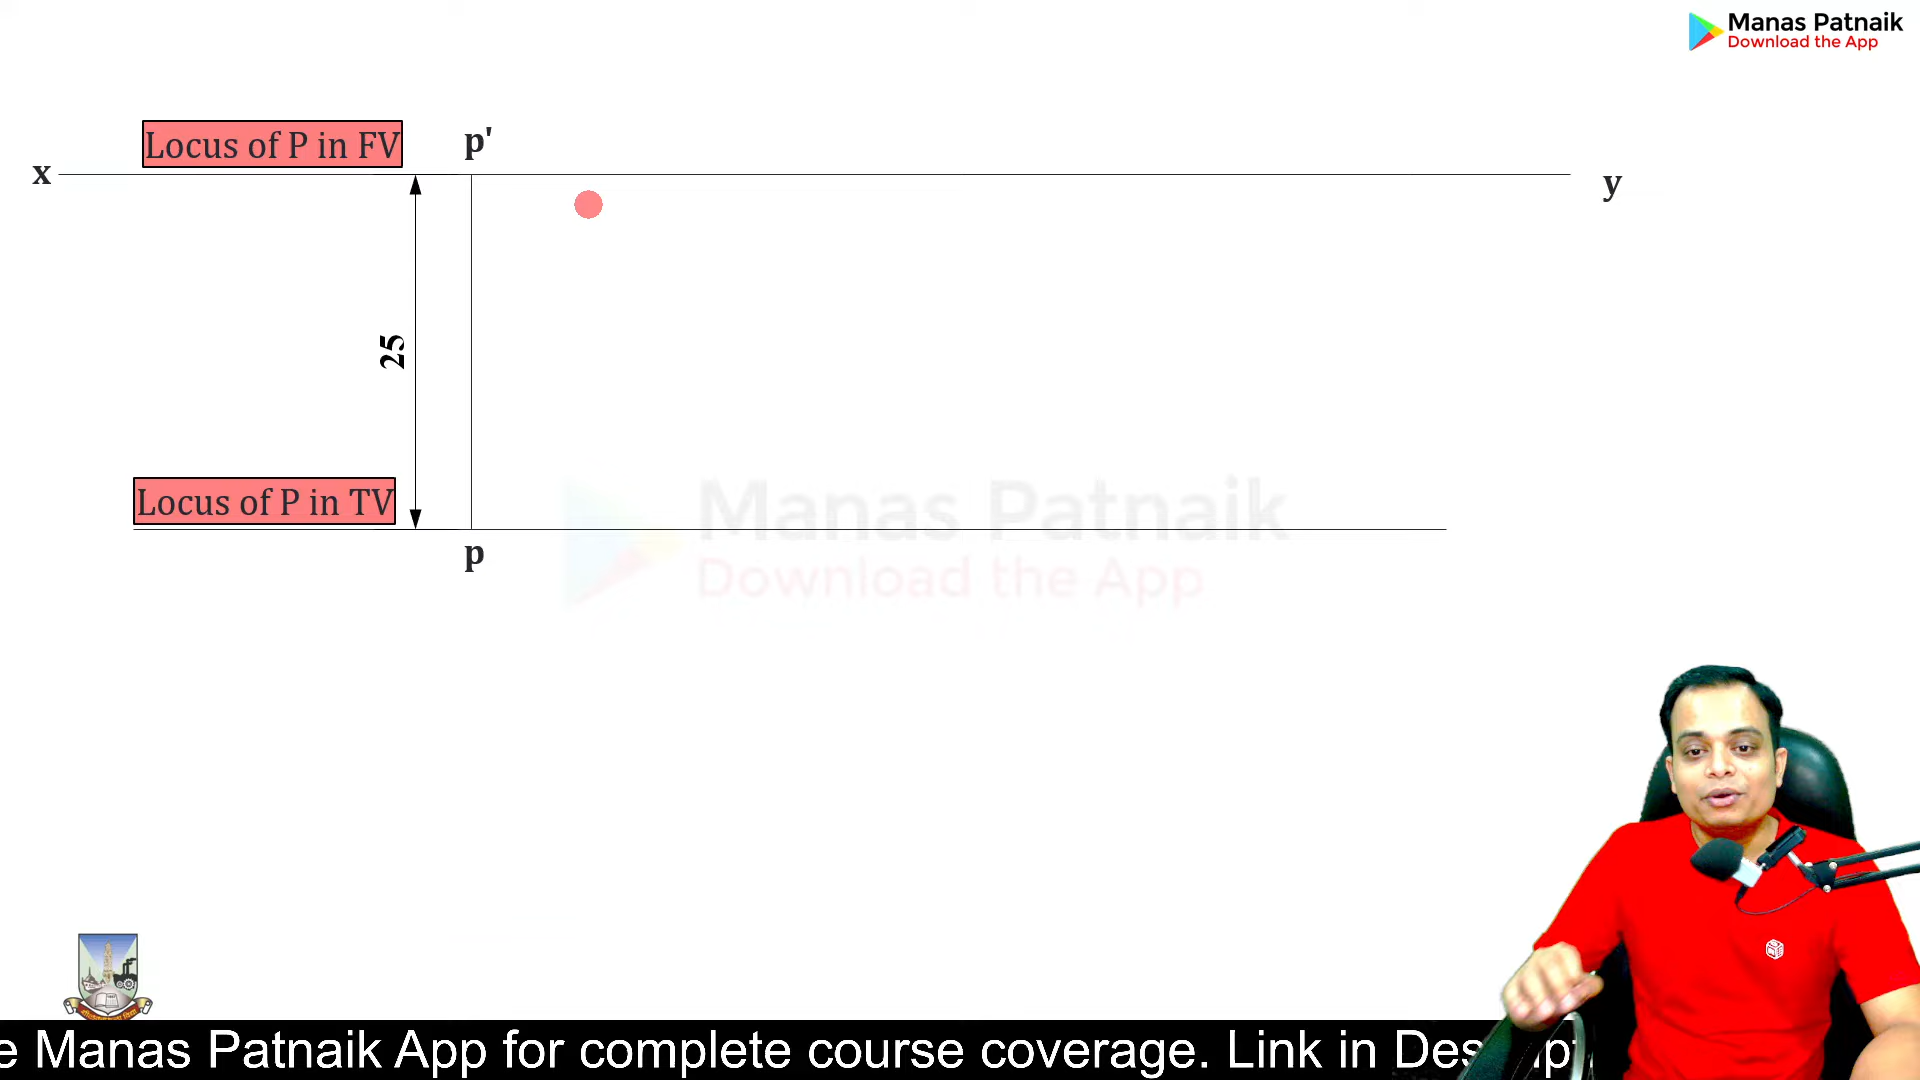 Manas Patnaik
Download the App
Locus of P in FV
p'
x
y
25
Locus of P in TV
p
Manas Patnaik
Download the App
e Manas Patnaik App for complete course coverage. Link in Des